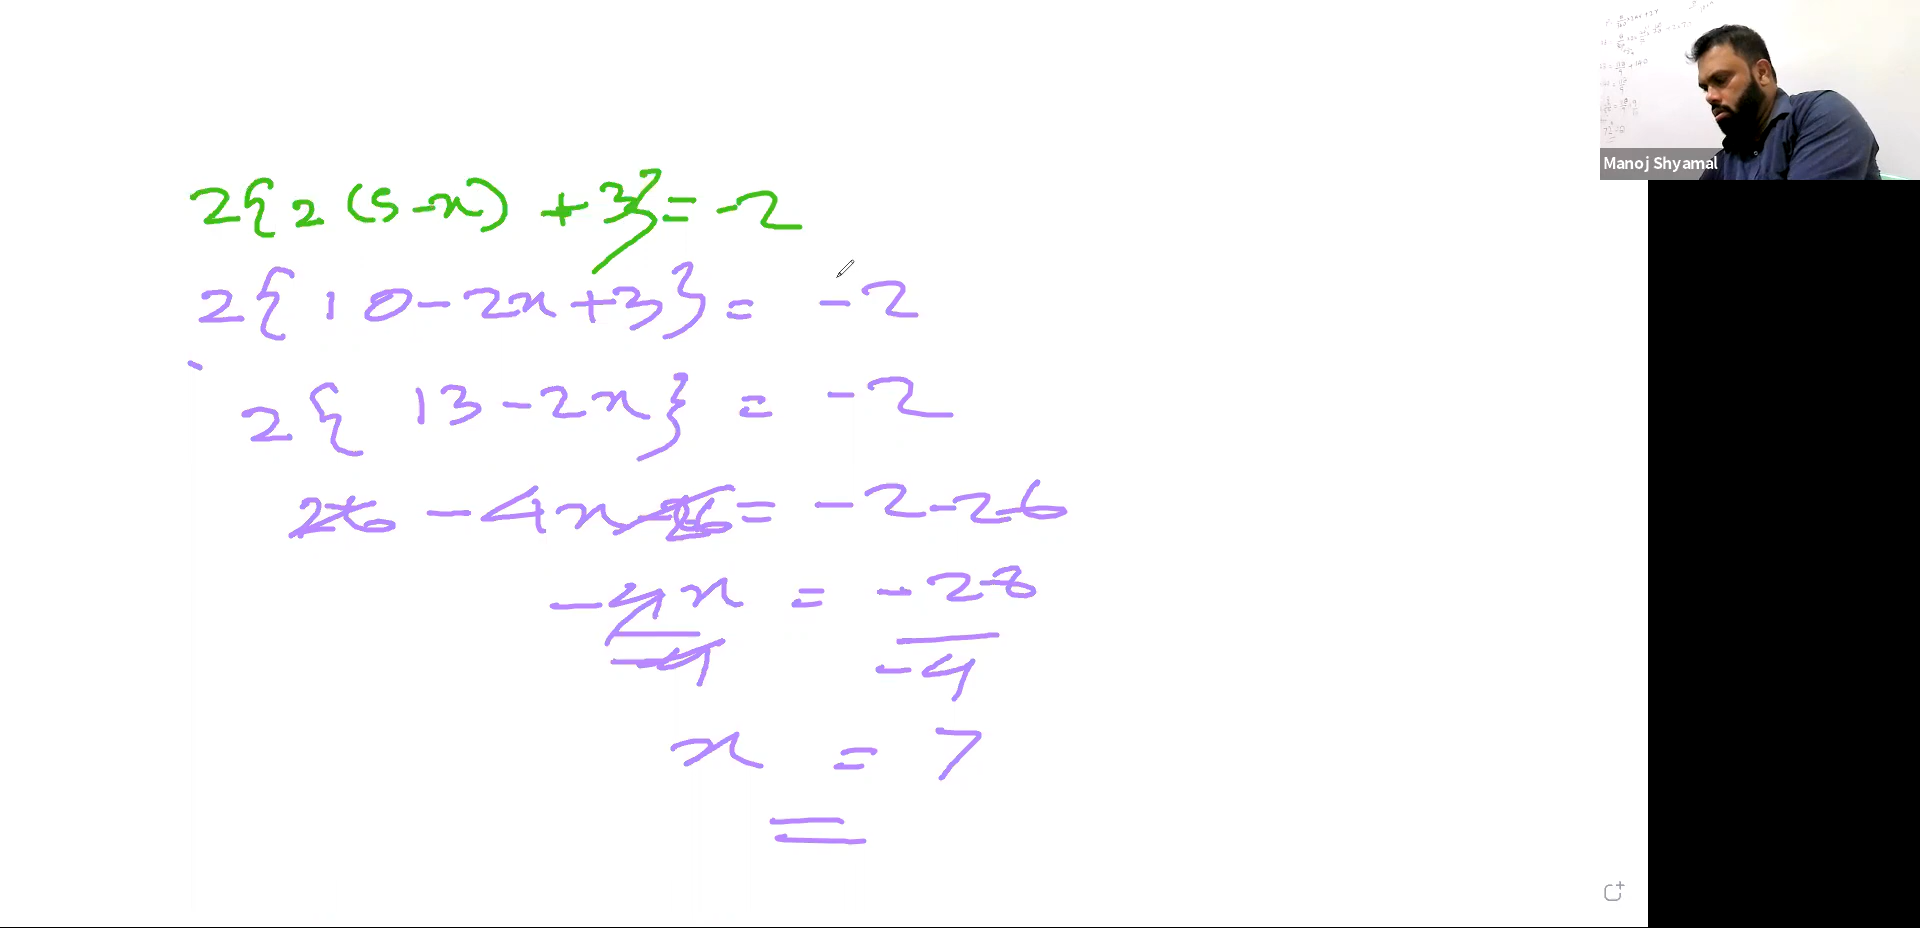 2{2(5-x) +3}= -2
2{10-2x+3} = -2
2{ 13-2x} = -2
26 - 4x - 26 = -2-26
-4x = -28
-4 -4
x = 7
Manoj Shyamal